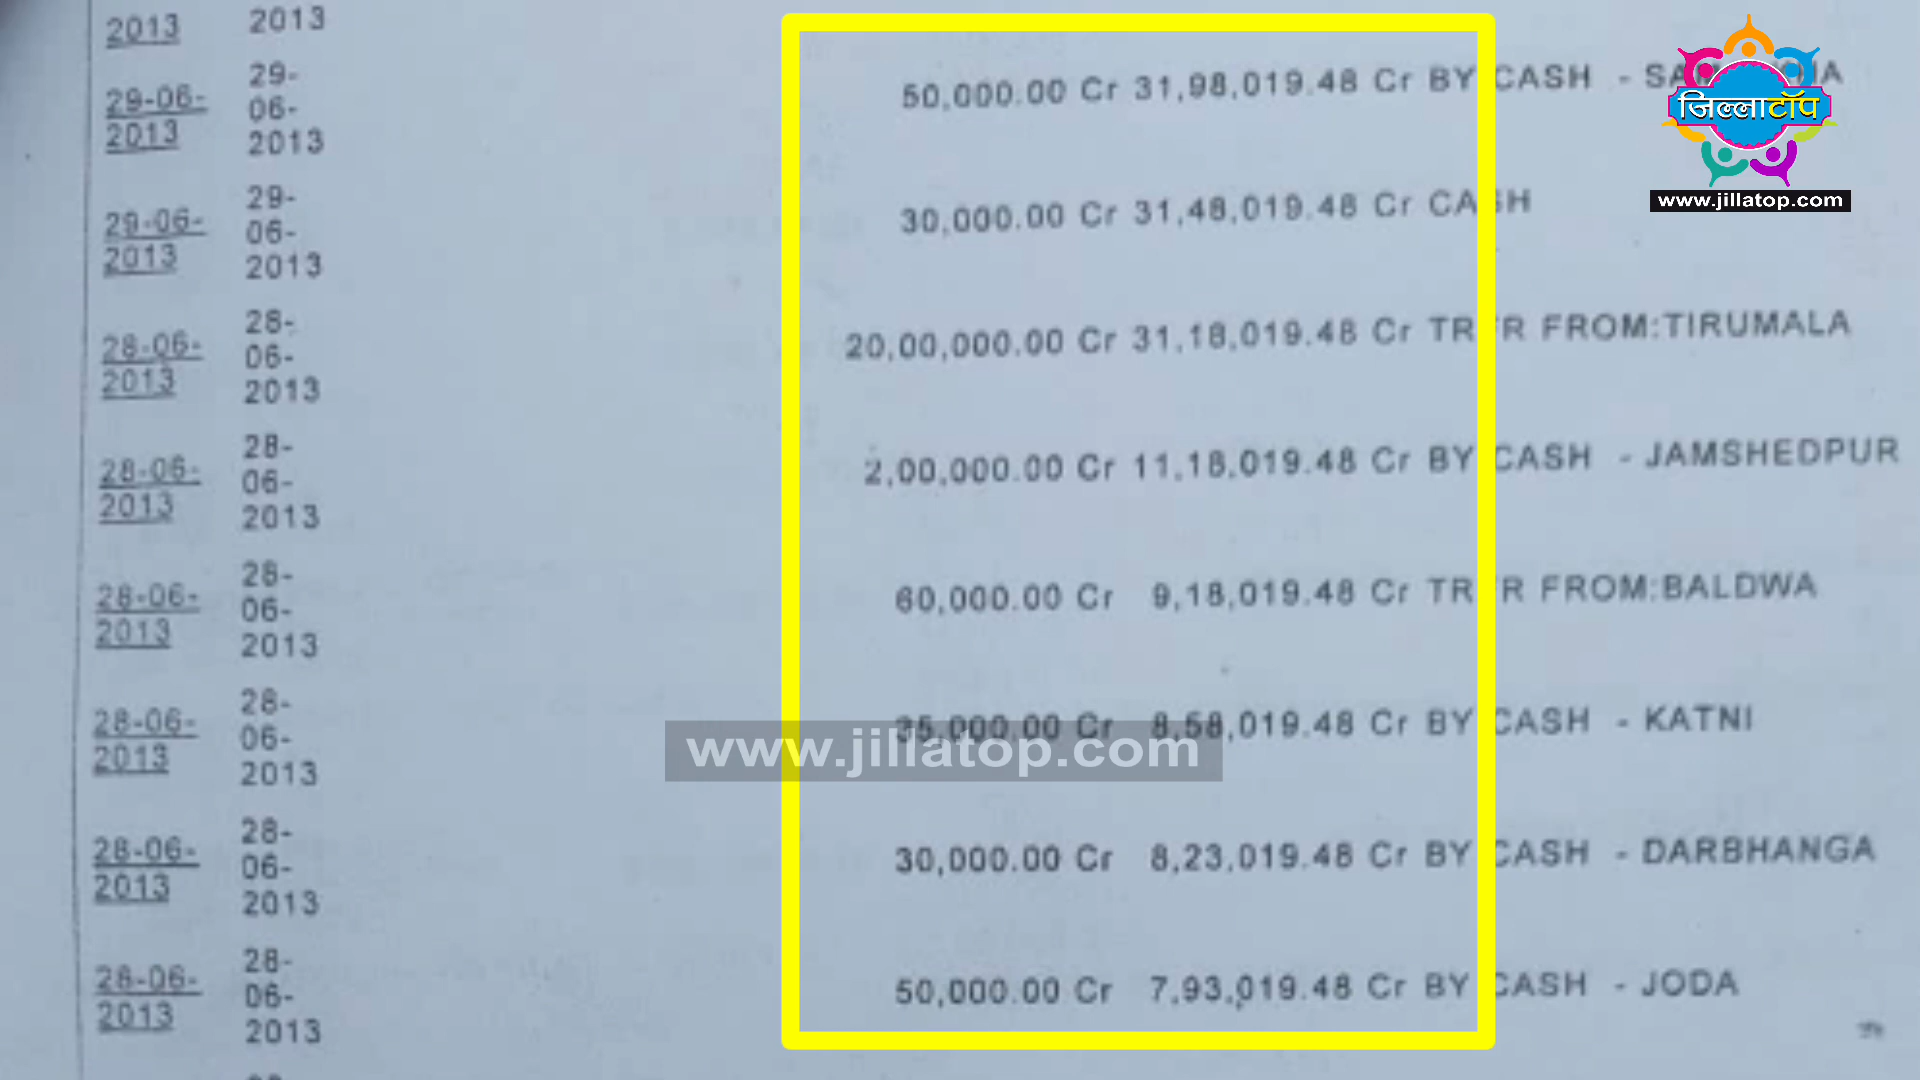 2013 2013
29-
29-06- 06- 50,000.00 Cr 31,98,019.48 Cr BY CASH -
2013 2013
जिल्लाटॉप
www.jillatop.com
29-
29-06- 06- 30,000.00 Cr 31,48,019.48 Cr CASH
2013 2013
28-
28-06- 06- 20,00,000.00 Cr 31,18,019.48 Cr TRFR FROM:TIRUMALA
2013 2013
28-
28-06- 06- 2,00,000.00 Cr 11,18,019.48 Cr BY CASH - JAMSHEDPUR
2013 2013
28-
28-06- 06- 60,000.00 Cr 9,18,019.48 Cr TRFR FROM:BALDWA
2013 2013
28-
28-06- 06- 35,000.00 Cr 8,58,019.48 Cr BY CASH - KATNI
2013 2013
www.jillatop.com
28-
28-06- 06- 30,000.00 Cr 8,23,019.48 Cr BY CASH - DARBHANGA
2013 2013
28-
28-06- 06- 50,000.00 Cr 7,93,019.48 Cr BY CASH - JODA
2013 2013